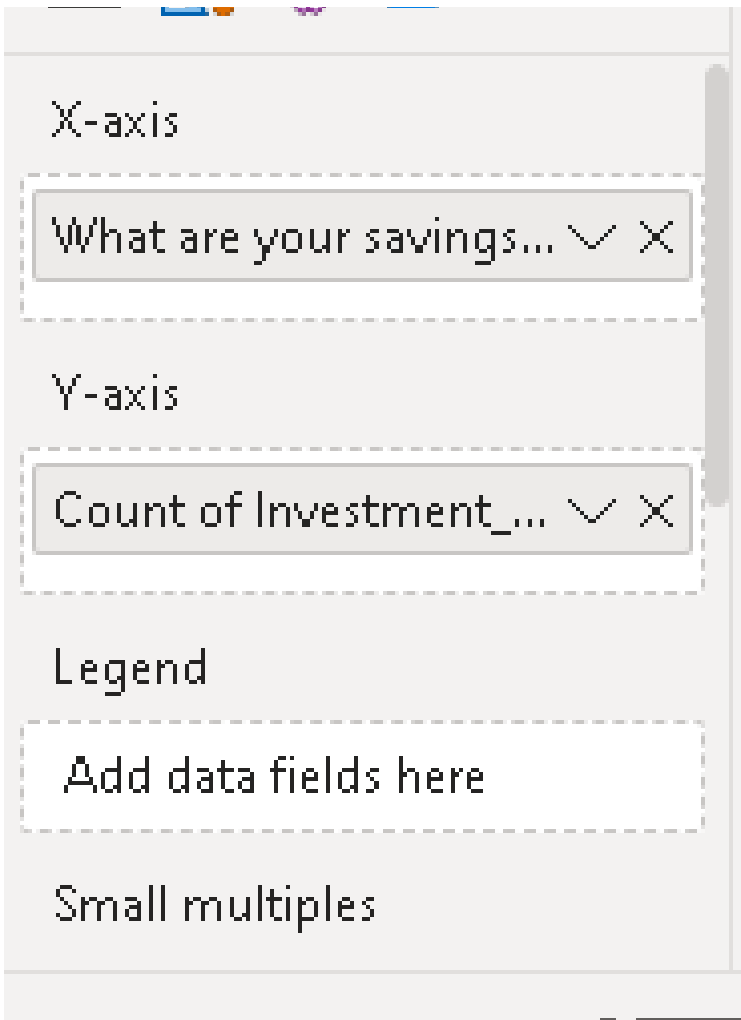 X-axis
What are your savings...
Y-axis
Count of Investment_...
Legend
Add data fields here
Small multiples